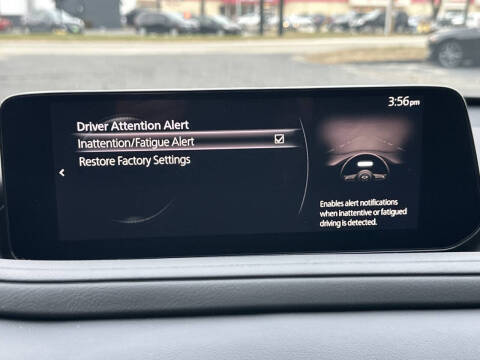 3:56pm
Driver Attention Alert
Inattention/Fatigue Alert
Restore Factory Settings
Enables alert notifications
when inattentive or fatigued
driving is detected.